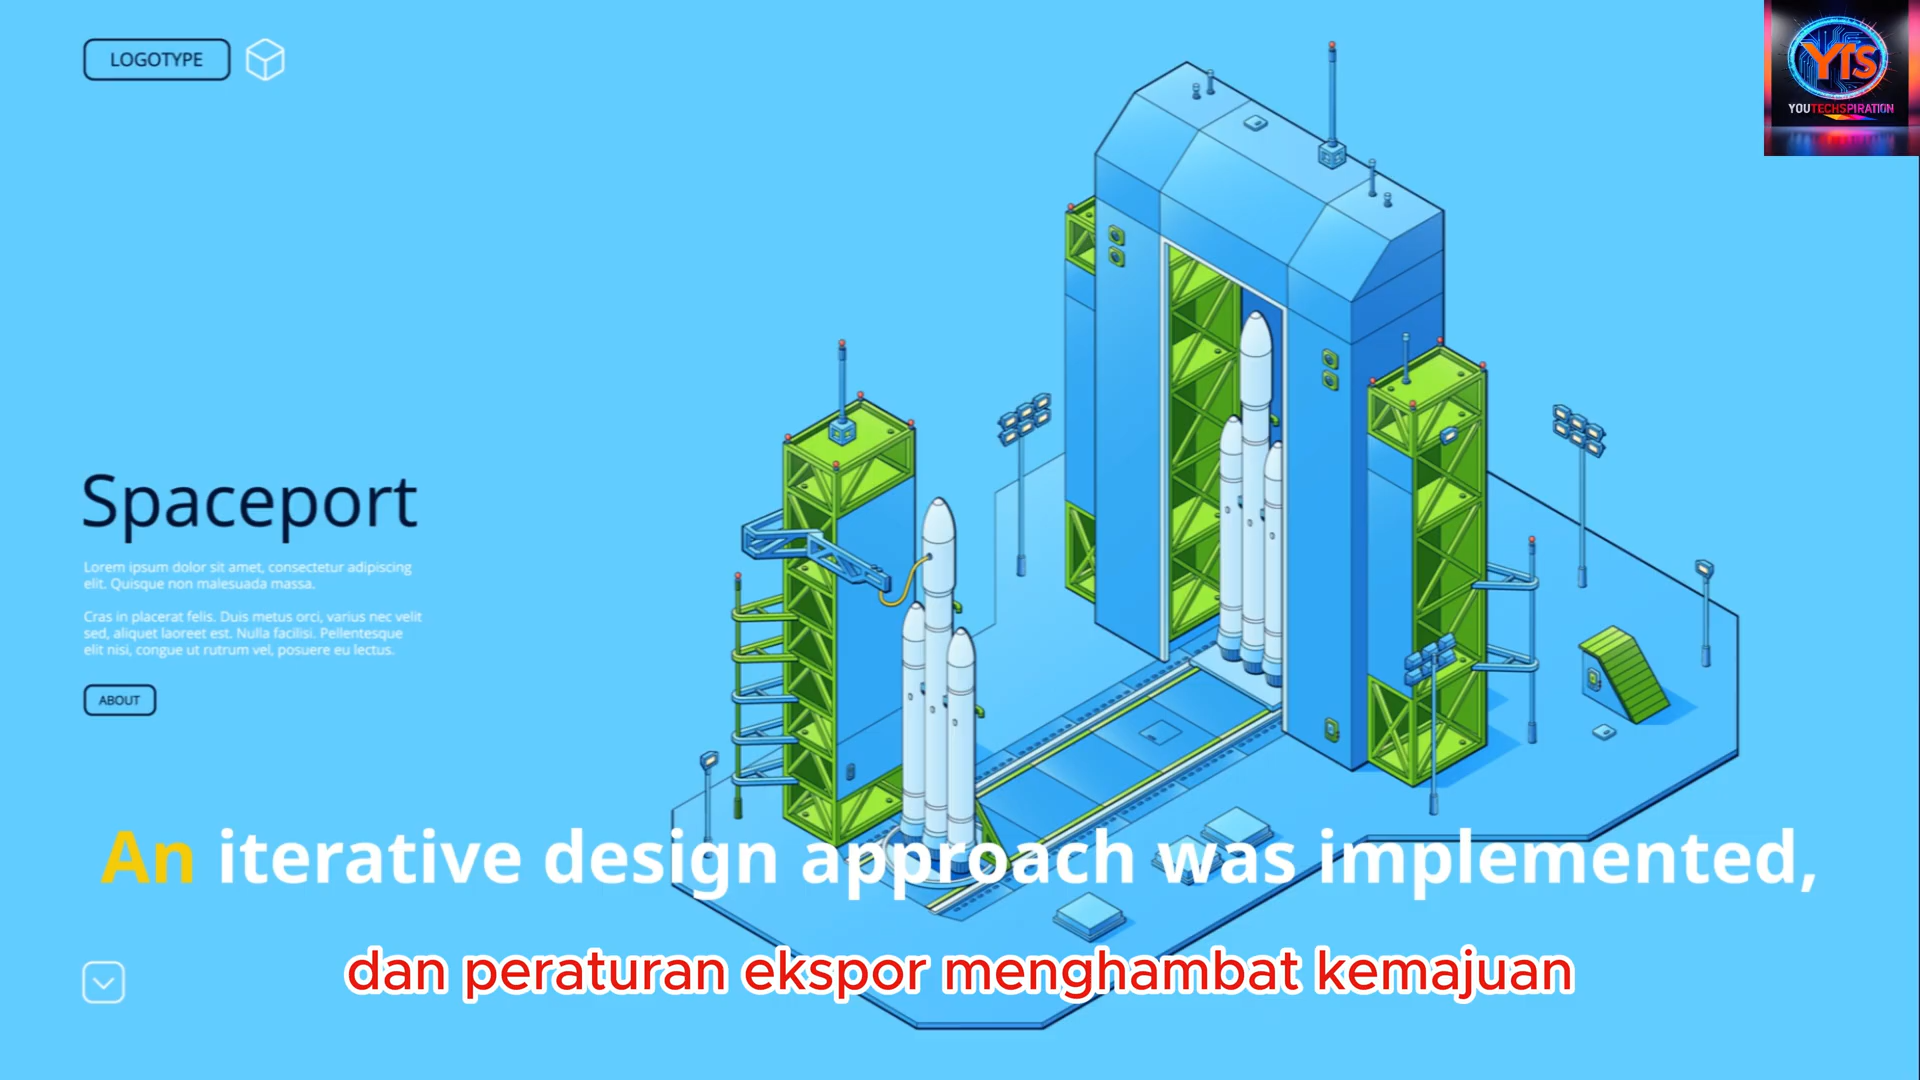 LOGOTYPE
YTS
YOUTECHSPIRATION
Spaceport
Lorem ipsum dolor sit amet, consectetur adipiscing
elit. Quisque non malesuada massa.
Cras in placerat felis. Duis metus orci, varius nec velit
sed, aliquet laoreet est. Nulla facilisi. Pellentesque
elit nisi, congue ut rutrum vel, posuere eu lectus.
ABOUT
An iterative design approach was implemented,
dan peraturan ekspor menghambat kemajuan